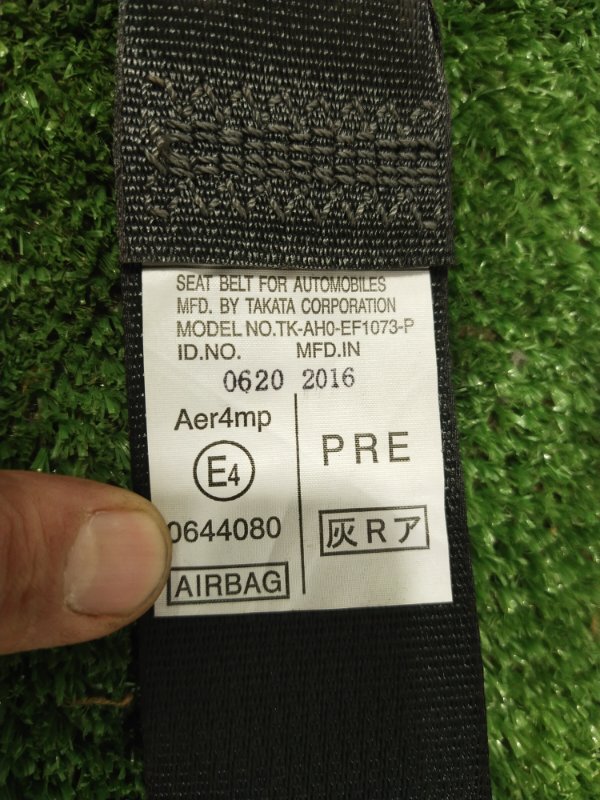 SEAT BELT FOR AUTOMOBILES
MFD. BY TAKATA CORPORATION
MODEL NO.TK-AH0-EF1073-P
ID.NO. MFD.IN
0620 2016
Aer4mp
E4
0644080
AIRBAG
PRE
灰Rア